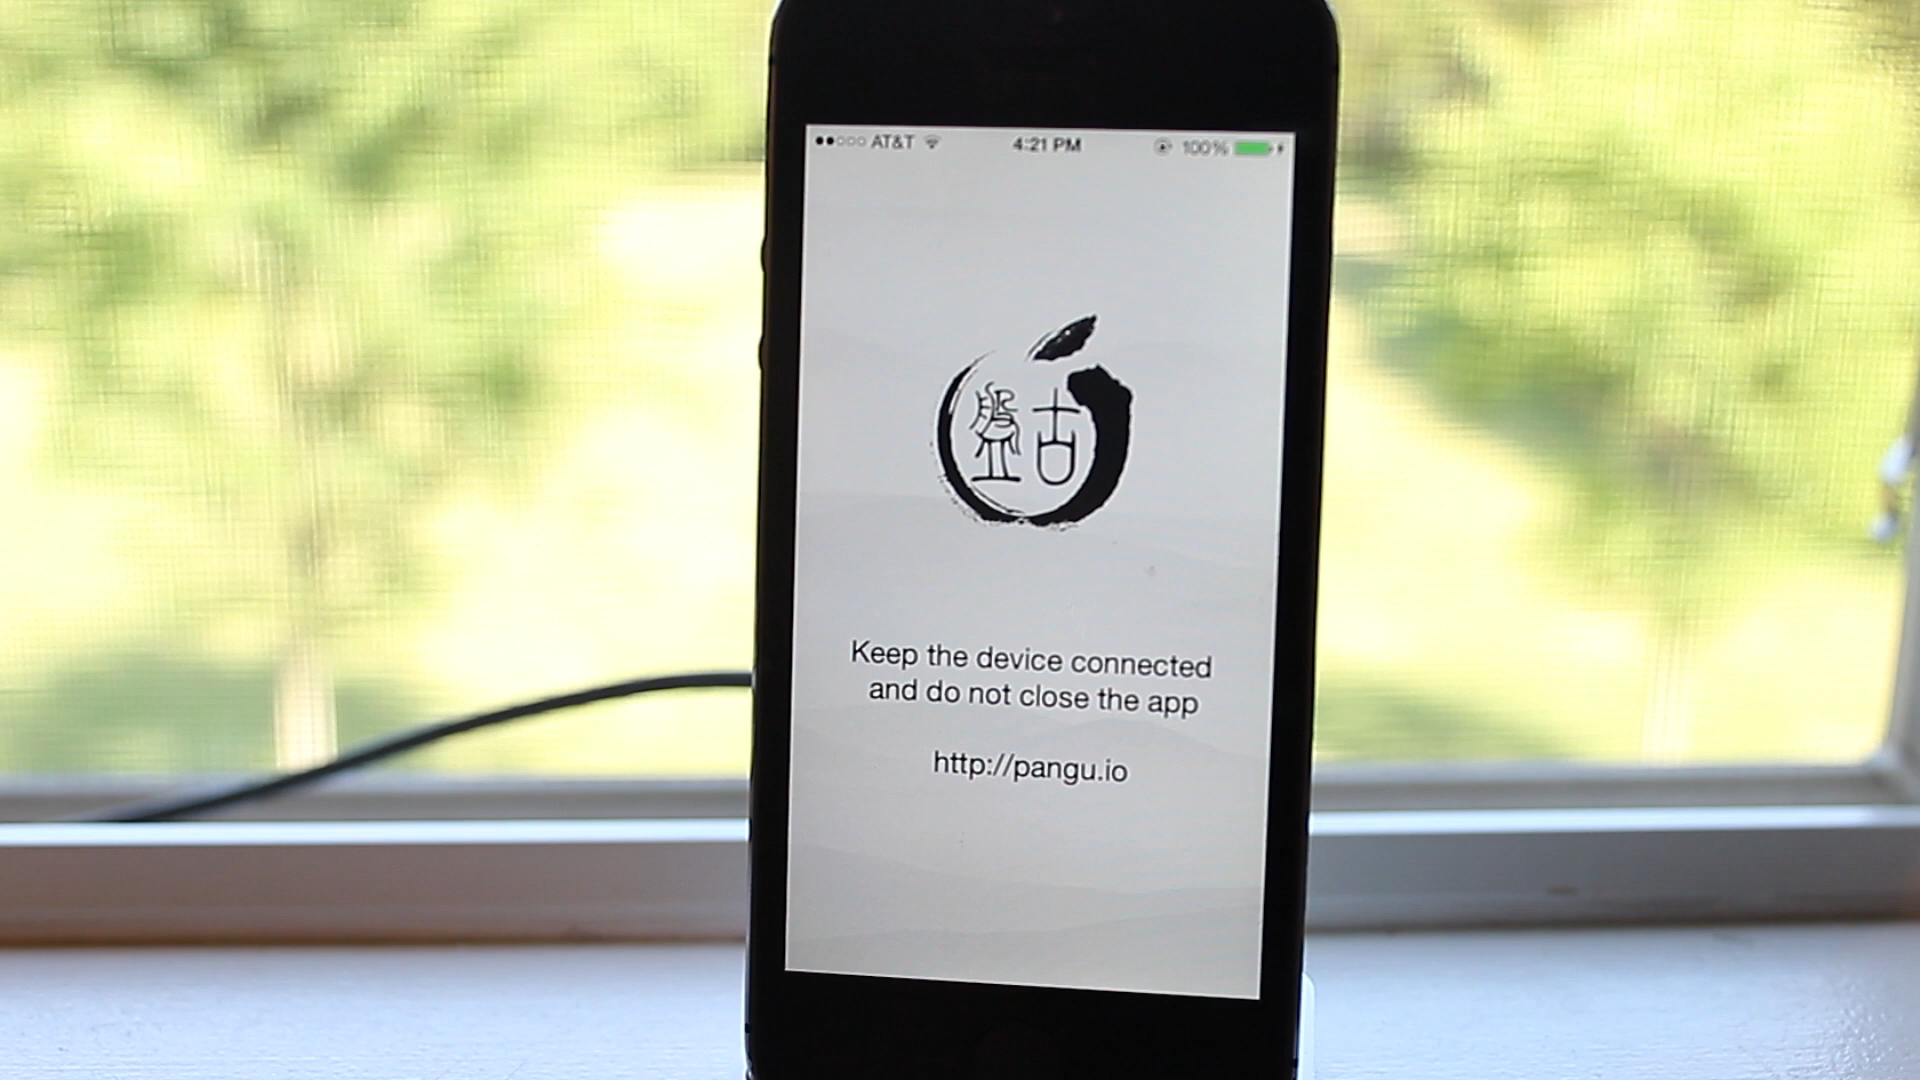 AT&T 4:21 PM 100%
盤古
Keep the device connected
and do not close the app
http://pangu.io